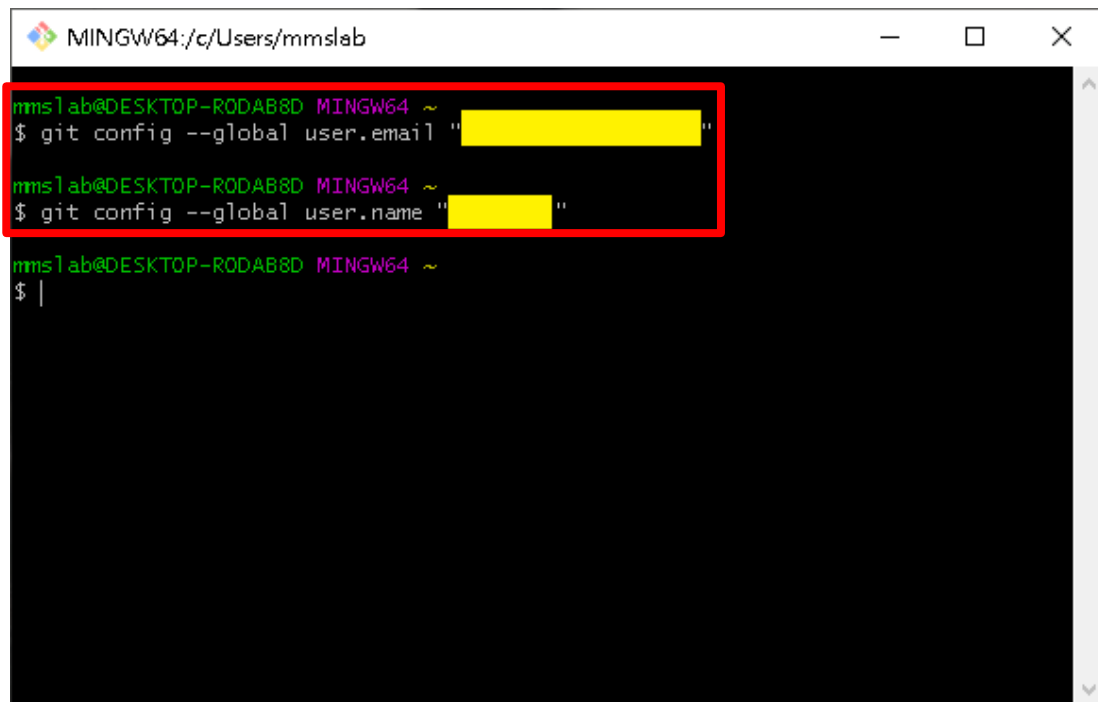 MINGW64:/c/Users/mmslab
mmslab@DESKTOP-RODAB8D MINGW64 ~
$ git config --global user.email " "
mmslab@DESKTOP-RODAB8D MINGW64 ~
$ git config --global user.name " "
mmslab@DESKTOP-RODAB8D MINGW64 ~
$